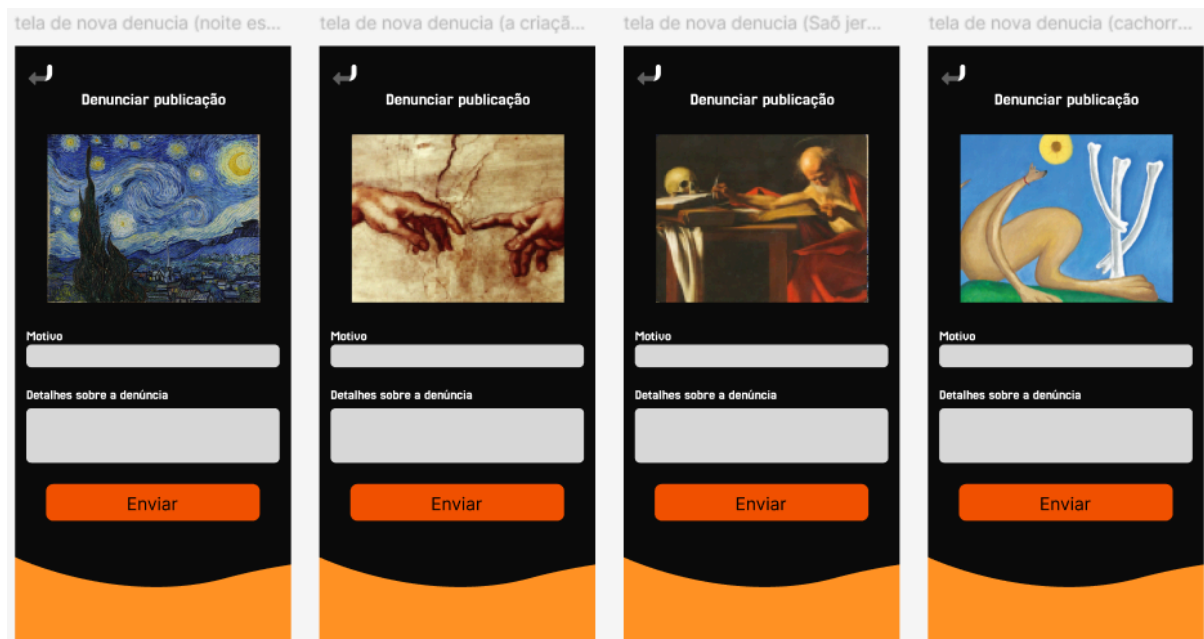 tela de nova denucia (noite es...
Denunciar publicação
Motivo
Detalhes sobre a denúncia
Enviar
tela de nova denucia (a criaçã...
Denunciar publicação
Motivo
Detalhes sobre a denúncia
Enviar
tela de nova denucia (Saõ jer...
Denunciar publicação
Motivo
Detalhes sobre a denúncia
Enviar
tela de nova denucia (cachorr...
Denunciar publicação
Motivo
Detalhes sobre a denúncia
Enviar